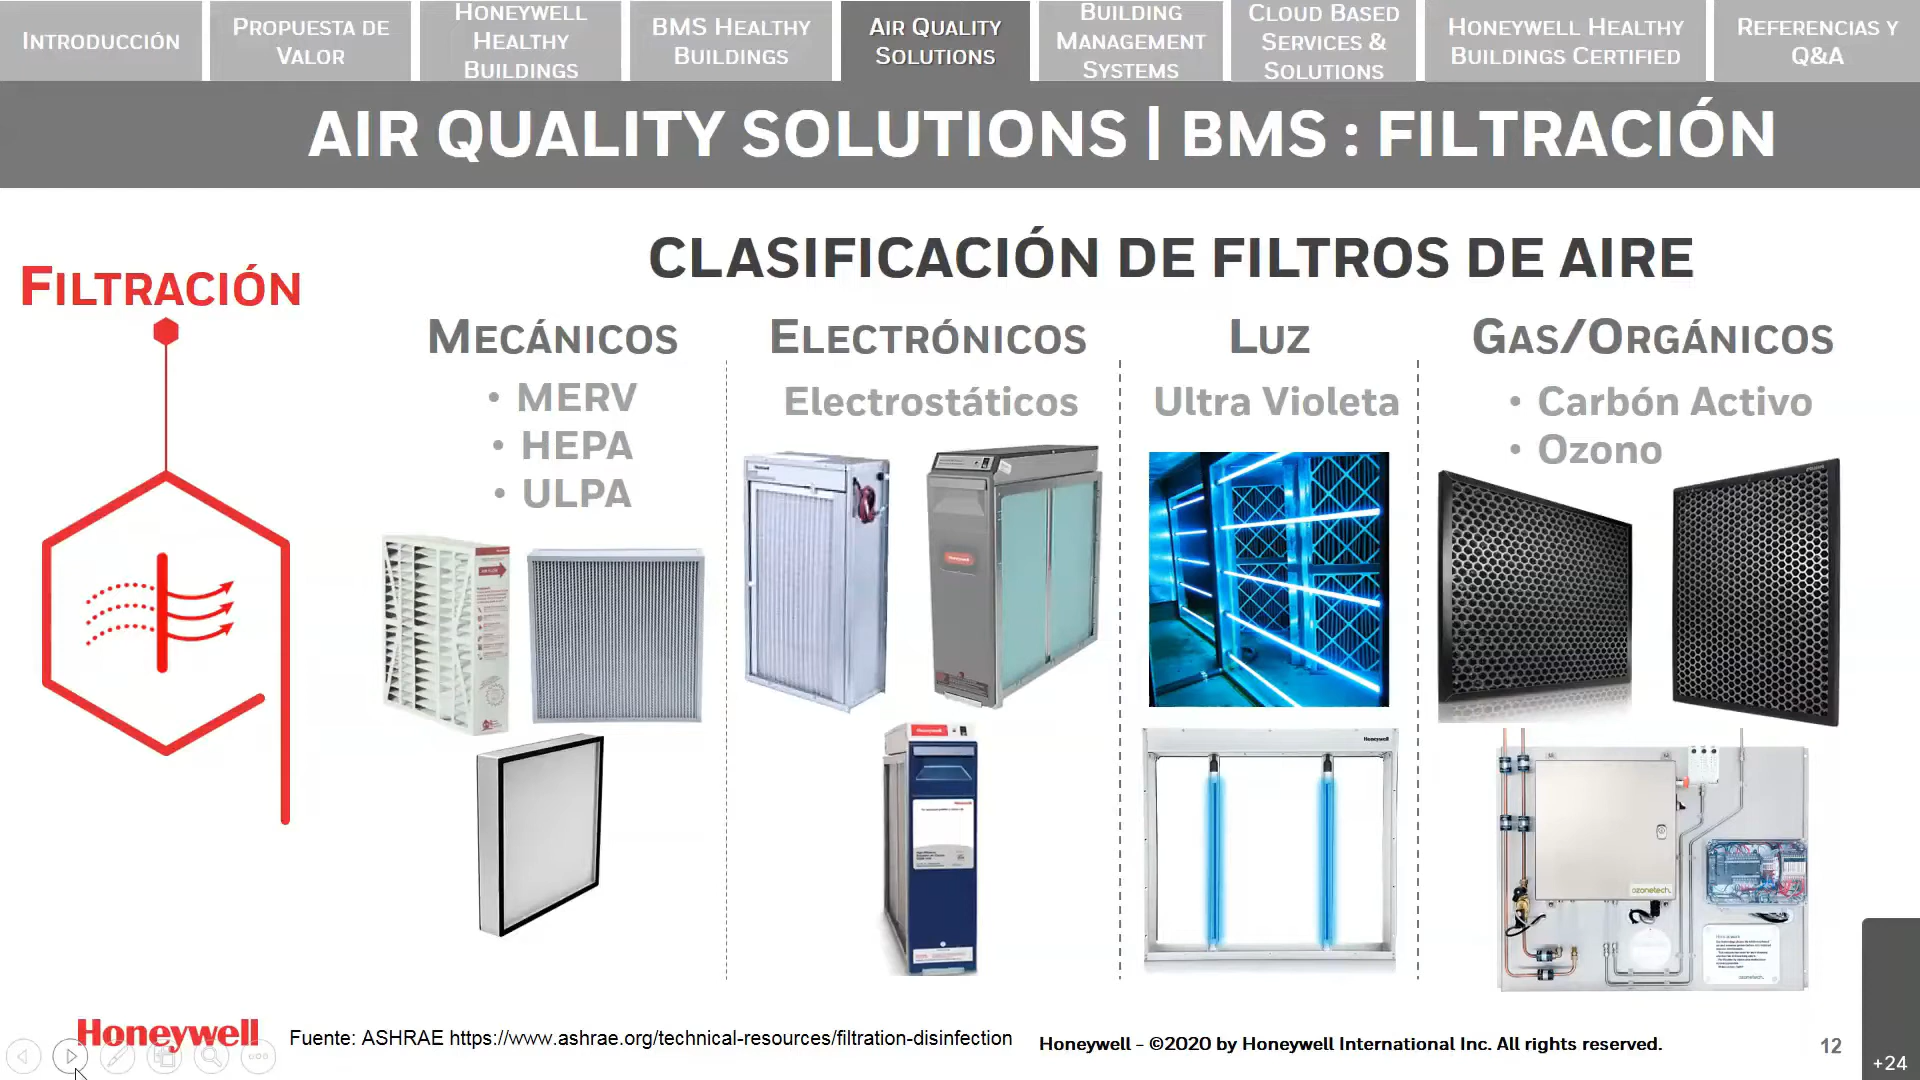 INTRODUCCIÓN
PROPUESTA DE
VALOR
HONEYWELL
HEALTHY
BUILDINGS
BMS HEALTHY
BUILDINGS
AIR QUALITY
SOLUTIONS
BUILDING
MANAGEMENT
SYSTEMS
CLOUD BASED
SERVICES &
SOLUTIONS
HONEYWELL HEALTHY
BUILDINGS CERTIFIED
REFERENCIAS Y
Q&A
AIR QUALITY SOLUTIONS | BMS : FILTRACIÓN
CLASIFICACIÓN DE FILTROS DE AIRE
FILTRACIÓN
MECÁNICOS
• MERV
• HEPA
• ULPA
ELECTRÓNICOS
Electrostáticos
LUZ
Ultra Violeta
GAS/ORGÁNICOS
• Carbón Activo
• Ozono
Honeywell
ozonetech
Honeywell
Fuente: ASHRAE https://www.ashrae.org/technical-resources/filtration-disinfection
Honeywell - ©2020 by Honeywell International Inc. All rights reserved.
12
+24